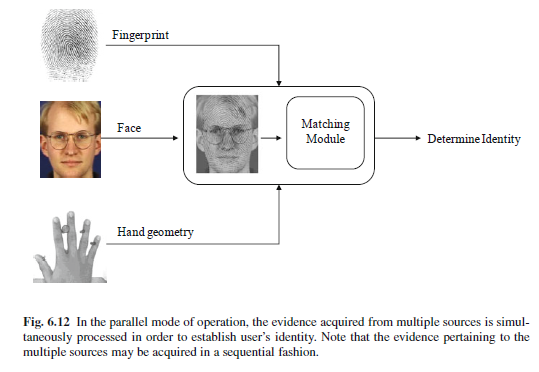 Fingerprint
Face
Matching
Module
Determine Identity
Hand geometry
Fig. 6.12 In the parallel mode of operation, the evidence acquired from multiple sources is simul-
taneously processed in order to establish user's identity. Note that the evidence pertaining to the
multiple sources may be acquired in a sequential fashion.